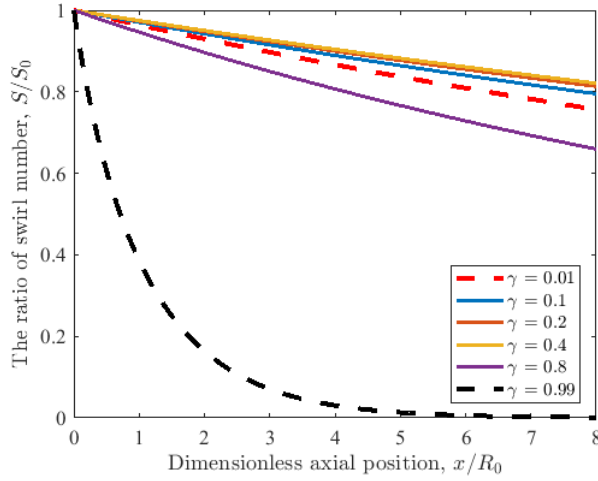 The ratio of swirl number, S/S₀
1
0.8
0.6
0.4
0.2
0
0 1 2 3 4 5 6 7 8
Dimensionless axial position, x/R₀
γ = 0.01
γ = 0.1
γ = 0.2
γ = 0.4
γ = 0.8
γ = 0.99